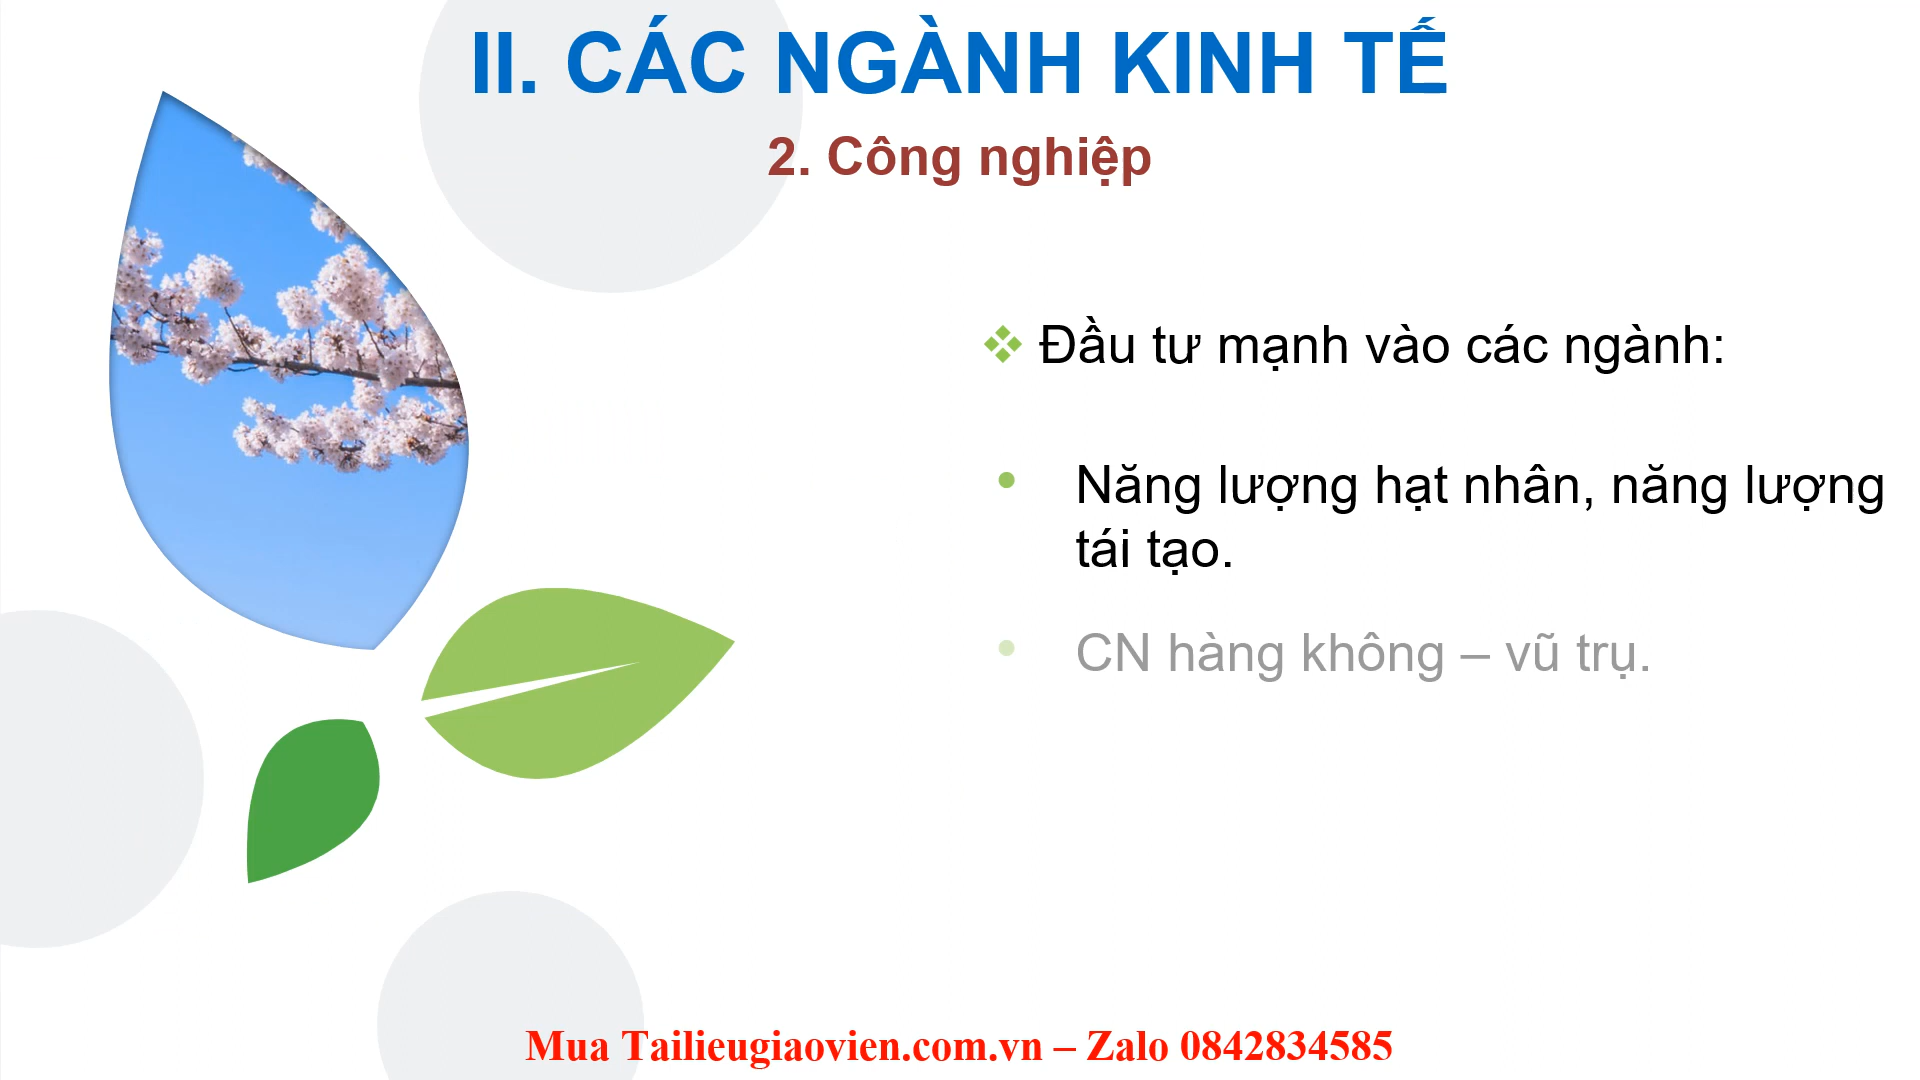 II. CÁC NGÀNH KINH TẾ
2. Công nghiệp
❖ Đầu tư mạnh vào các ngành:
• Năng lượng hạt nhân, năng lượng
tái tạo.
• CN hàng không – vũ trụ.
Mua Tailieugiaovien.com.vn – Zalo 0842834585